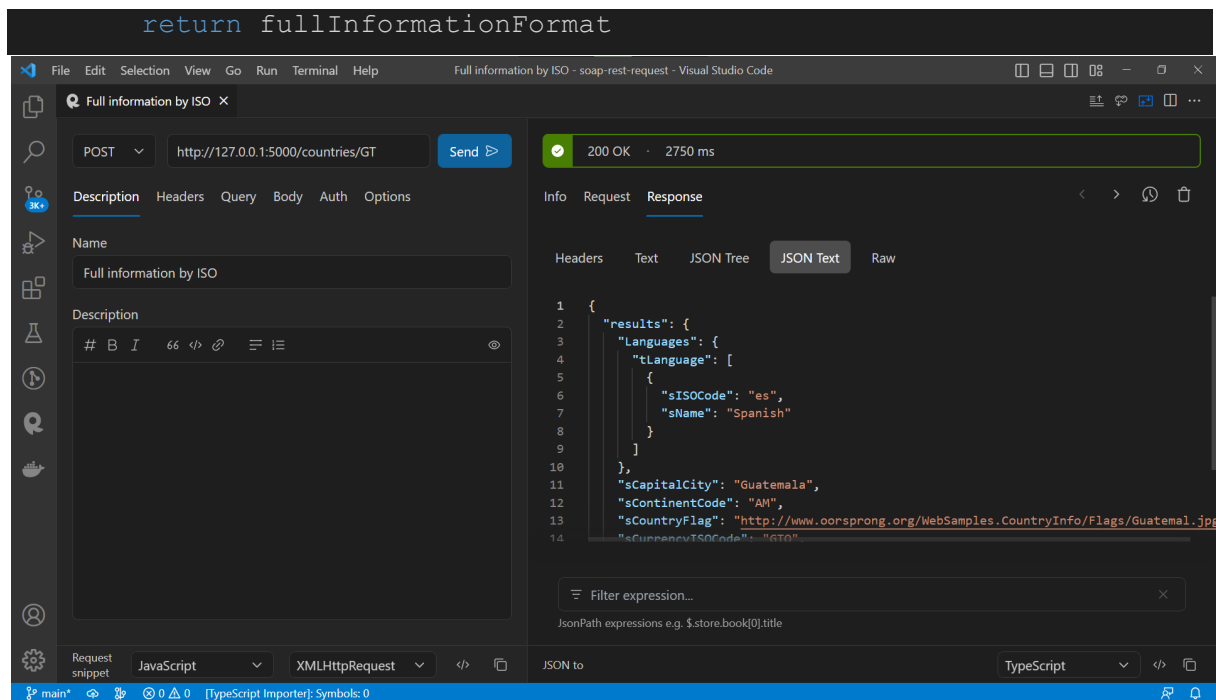 return fullInformationFormat
File Edit Selection View Go Run Terminal Help Full information by ISO - soap-rest-request - Visual Studio Code
Full information by ISO
POST http://127.0.0.1:5000/countries/GT Send
200 OK · 2750 ms
3K+
Description Headers Query Body Auth Options
Info Request Response
Name
Full information by ISO
Headers Text JSON Tree JSON Text Raw
Description
# B I 66 </>
1 {
2 "results": {
3 "Languages": {
4 "tLanguage": [
5 {
6 "sISOCode": "es",
7 "sName": "Spanish"
8 }
9 ]
10 },
11 "sCapitalCity": "Guatemala",
12 "sContinentCode": "AM",
13 "sCountryFlag": "http://www.oorsprong.org/WebSamples.CountryInfo/Flags/Guatemal.jpg
14 "sCurrencyISOCode": "GTQ",
Filter expression...
JsonPath expressions e.g. $.store.book[0].title
Request snippet JavaScript XMLHttpRequest </>
JSON to TypeScript </>
main* 0 0 [TypeScript Importer]: Symbols: 0